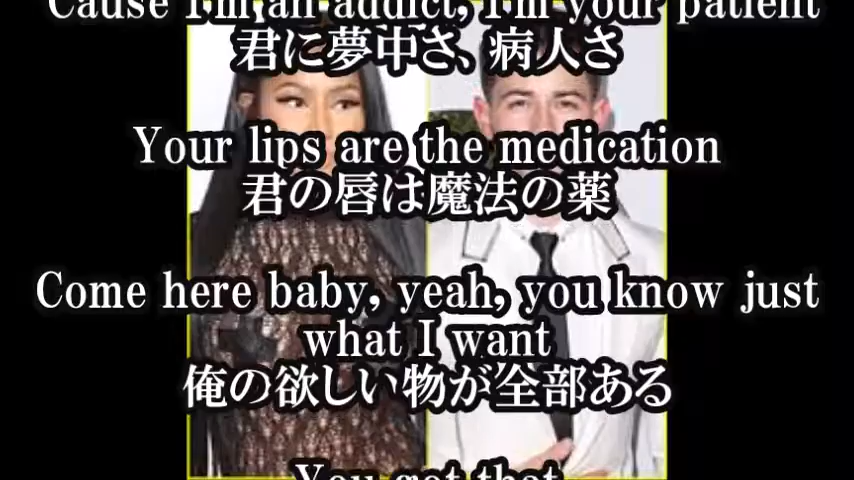 'Cause I'm an addict, I'm your patient
君に夢中さ、病人さ
Your lips are the medication
君の唇は魔法の薬
Come here baby, yeah, you know just
what I want
俺の欲しい物が全部ある
You got that